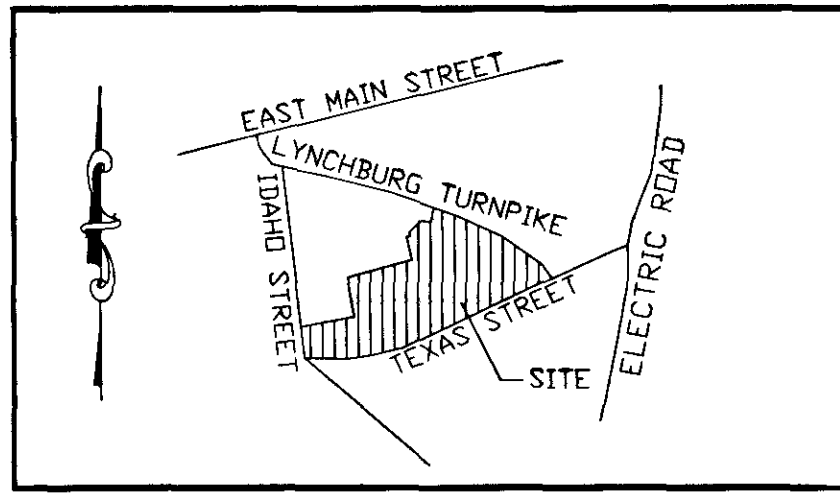 EAST MAIN STREET
LYNCHBURG TURNPIKE
IDAHO STREET
ELECTRIC ROAD
TEXAS STREET
SITE